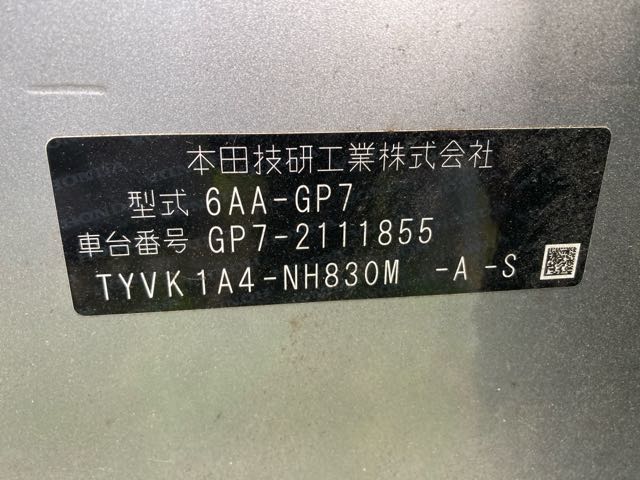 本田技研工業株式会社
型式 6AA-GP7
車台番号 GP7-2111855
TYVK1A4-NH830M -A -S